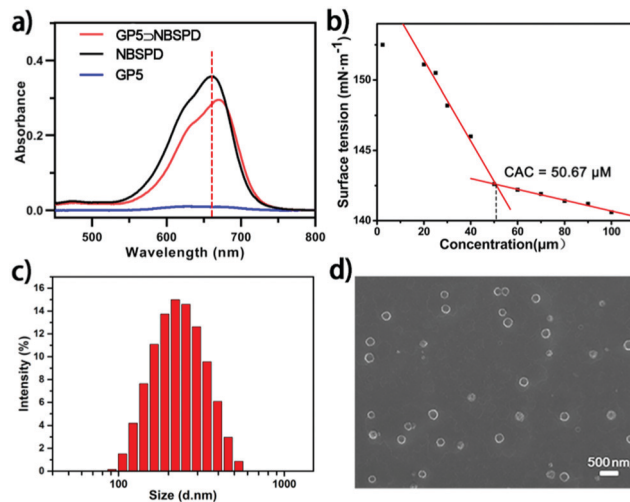 a)
GP5⊃NBSPD
NBSPD
GP5
Absorbance
0.4
0.2
0.0
500
600
700
800
Wavelength (nm)
b)
Surface tension (mN·m⁻¹)
150
145
140
CAC = 50.67 μM
0
20
40
60
80
100
Concentration(μm)
c)
Intensity (%)
16
14
12
10
8
6
4
2
0
100
1000
Size (d.nm)
d)
500 nm